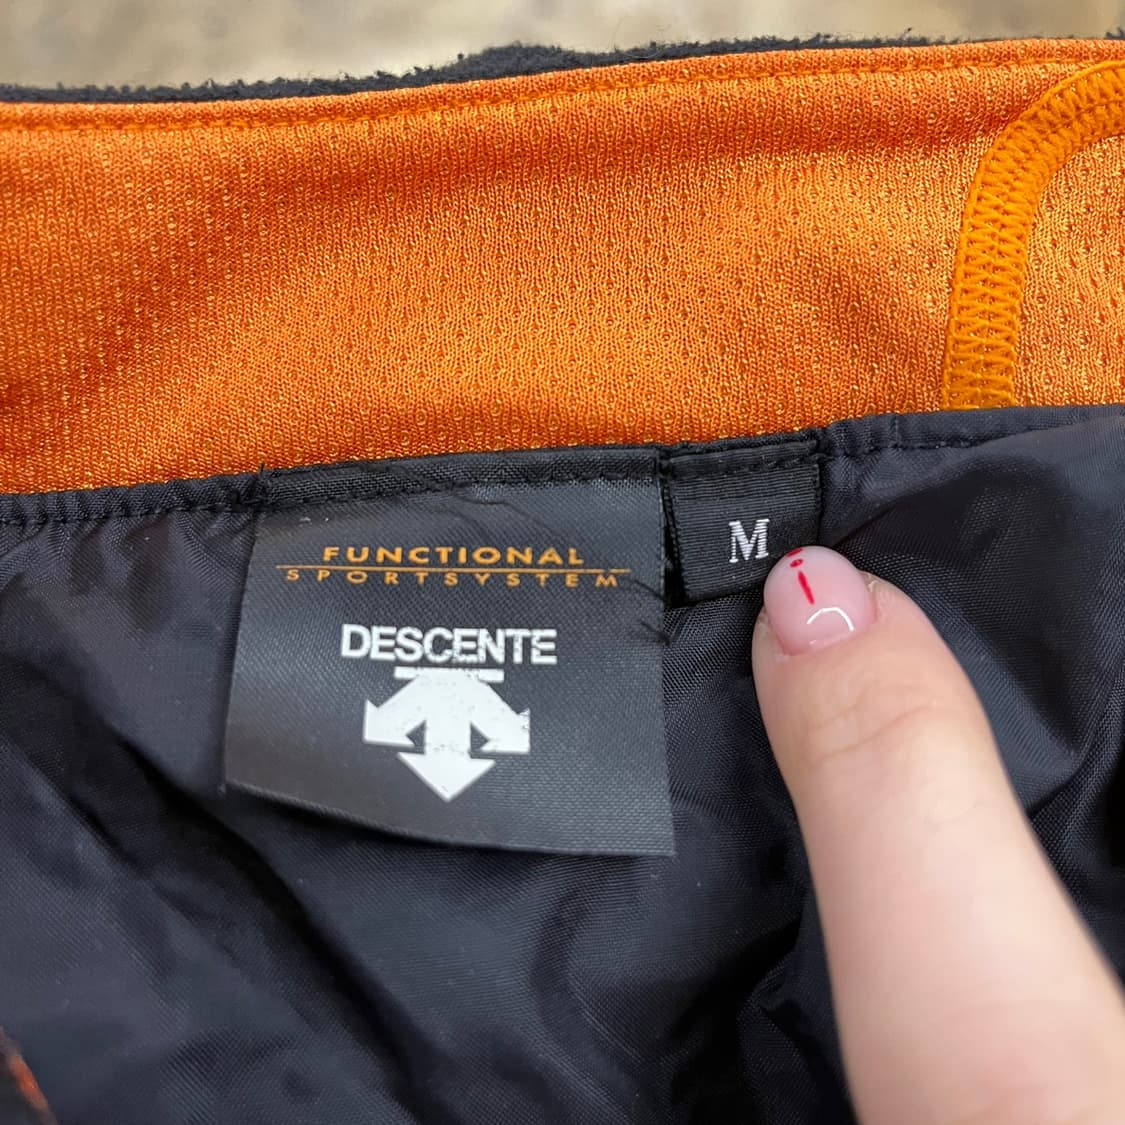 FUNCTIONAL
SPORTSYSTEM
DESCENTE
M